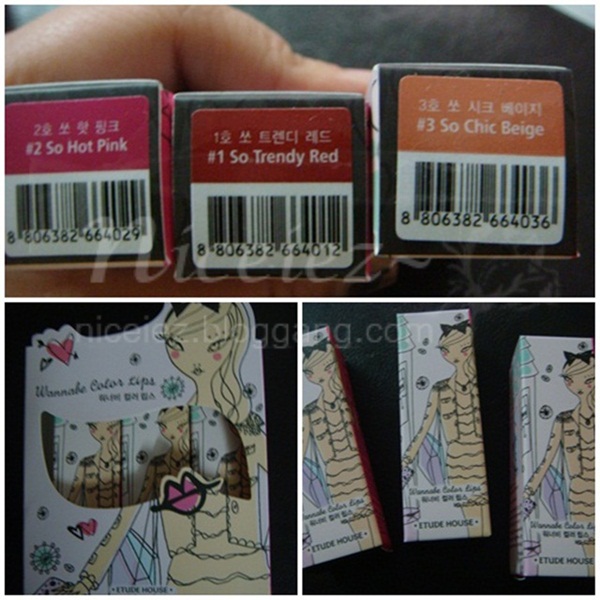 2호 쏘 핫 핑크
#2 So Hot Pink
8 806382 664029
1호 쏘 트렌디 레드
#1 So Trendy Red
8 806382 664012
3호 쏘 시크 베이지
#3 So Chic Beige
8 806382 664036
niceiez~
niceiez.bloggang.com
Wannabe Color Lips
워너비 컬러 립스
ETUDE HOUSE
Wannabe Color Lips
워너비 컬러 립스
ETUDE HOUSE
Wannabe Color Lips
워너비 컬러 립스
ETUDE HOUSE